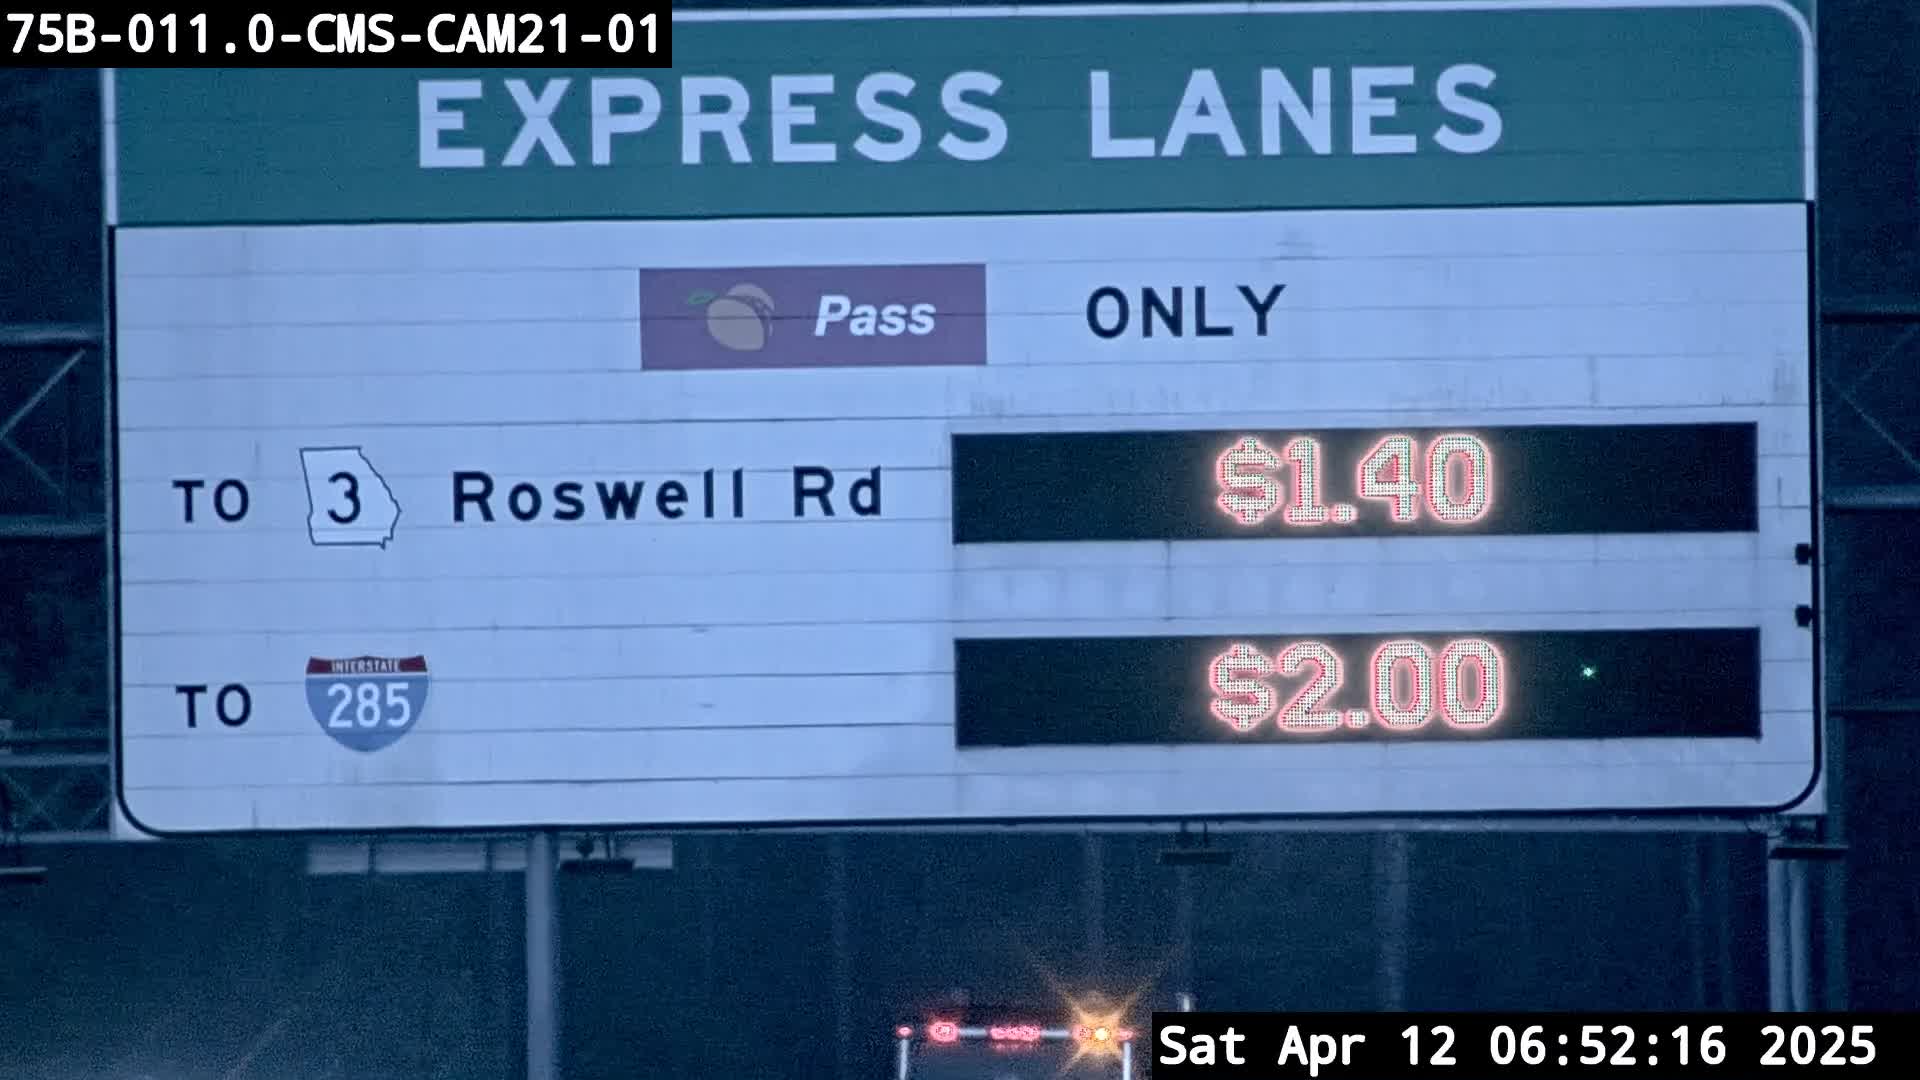 75B-011.0-CMS-CAM21-01
EXPRESS LANES
Pass ONLY
TO 3 Roswell Rd $1.40
INTERSTATE
TO 285 $2.00
Sat Apr 12 06:52:16 2025